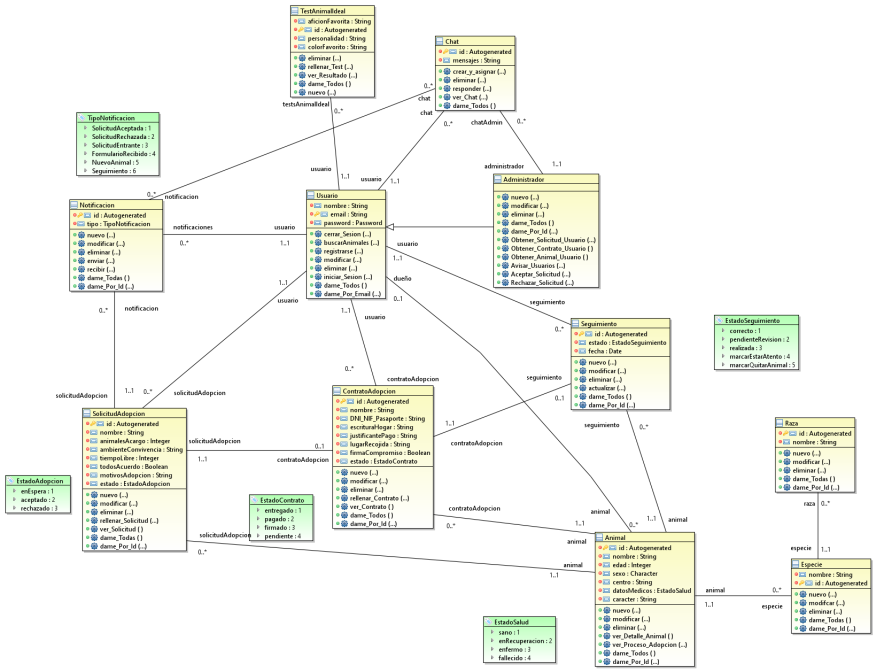 TestAnimalIdeal
aficionFavorita : String
id : Autogenerated
personalidad : String
colorFavorito : String
eliminar (...)
rellenar_Test (...)
ver_Resultado (...)
dame_Todos ( )
nuevo (...)
testsAnimalIdeal
0..*
usuario
1..1
Chat
id : Autogenerated
mensajes : String
crear_y_asignar (...)
eliminar (...)
responder (...)
ver_Chat (...)
dame_Todos ( )
0..*
chat
chat
0..*
chatAdmin
0..*
usuario
1..1
administrador
1..1
TipoNotificacion
SolicitudAceptada : 1
SolicitudRechazada : 2
SolicitudEntrante : 3
FormularioRecibido : 4
NuevoAnimal : 5
Seguimiento : 6
0..*
notificacion
Notificacion
id : Autogenerated
tipo : TipoNotificacion
nuevo (...)
modificar (...)
eliminar (...)
enviar (...)
recibir (...)
dame_Todas ( )
dame_Por_Id (...)
notificaciones
0..*
usuario
1..1
Usuario
nombre : String
email : String
password : Password
cerrar_Sesion (...)
buscarAnimales (...)
registrarse (...)
modificar (...)
eliminar (...)
iniciar_Sesion (...)
dame_Todos ( )
dame_Por_Email (...)
Administrador
nuevo (...)
modificar (...)
eliminar (...)
dame_Todos ( )
dame_Por_Id (...)
Obtener_Solicitud_Usuario (...)
Obtener_Contrato_Usuario ( )
Obtener_Animal_Usuario ( )
Avisar_Usuarios (...)
Aceptar_Solicitud (...)
Rechazar_Solicitud (...)
usuario
1..1
dueño
0..1
1..1
usuario
1..1
usuario
seguimiento
0..*
notificacion
0..*
1..1
solicitudAdopcion
0..*
solicitudAdopcion
0..*
contratoAdopcion
Seguimiento
id : Autogenerated
estado : EstadoSeguimiento
fecha : Date
nuevo (...)
modificar (...)
eliminar (...)
actualizar (...)
dame_Todos ( )
dame_Por_Id (...)
EstadoSeguimiento
correcto : 1
pendienteRevision : 2
realizada : 3
marcarEstarAtento : 4
marcarQuitarAnimal : 5
seguimiento
0..1
seguimiento
0..*
1..1
contratoAdopcion
ContratoAdopcion
id : Autogenerated
nombre : String
DNI_NIF_Pasaporte : String
escrituraHogar : String
justificantePago : String
lugarRecojida : String
firmaCompromiso : Boolean
estado : EstadoContrato
nuevo (...)
modificar (...)
eliminar (...)
rellenar_Contrato (...)
ver_Contrato ( )
dame_Todos ( )
dame_Por_Id (...)
SolicitudAdopcion
id : Autogenerated
nombre : String
animalesAcargo : Integer
ambienteConvivencia : String
tiempoLibre : Integer
todosAcuerdo : Boolean
motivosAdopcion : String
estado : EstadoAdopcion
nuevo (...)
modificar (...)
eliminar (...)
rellenar_Solicitud (...)
ver_Solicitud ( )
dame_Todas ( )
dame_Por_Id (...)
solicitudAdopcion
1..1
0..1
contratoAdopcion
EstadoAdopcion
enEspera : 1
aceptado : 2
rechazado : 3
EstadoContrato
entregado : 1
pagado : 2
firmado : 3
pendiente : 4
solicitudAdopcion
0..*
contratoAdopcion
0..*
1..1
animal
animal
1..1
animal
0..*
1..1
animal
Animal
id : Autogenerated
nombre : String
edad : Integer
sexo : Character
centro : String
datosMedicos : EstadoSalud
caracter : String
nuevo (...)
modificar (...)
eliminar (...)
ver_Detalle_Animal ( )
ver_Proceso_Adopcion (...)
dame_Todos ( )
dame_Por_Id (...)
EstadoSalud
sano : 1
enRecuperacion : 2
enfermo : 3
fallecido : 4
Raza
id : Autogenerated
nombre : String
nuevo (...)
modificar (...)
eliminar (...)
dame_Todas ( )
dame_Por_Id (...)
raza
0..*
especie
1..1
Especie
nombre : String
id : Autogenerated
nuevo (...)
modifcar (...)
eliminar (...)
dame_Todas ( )
dame_Por_Id (...)
animal
1..1
0..*
especie